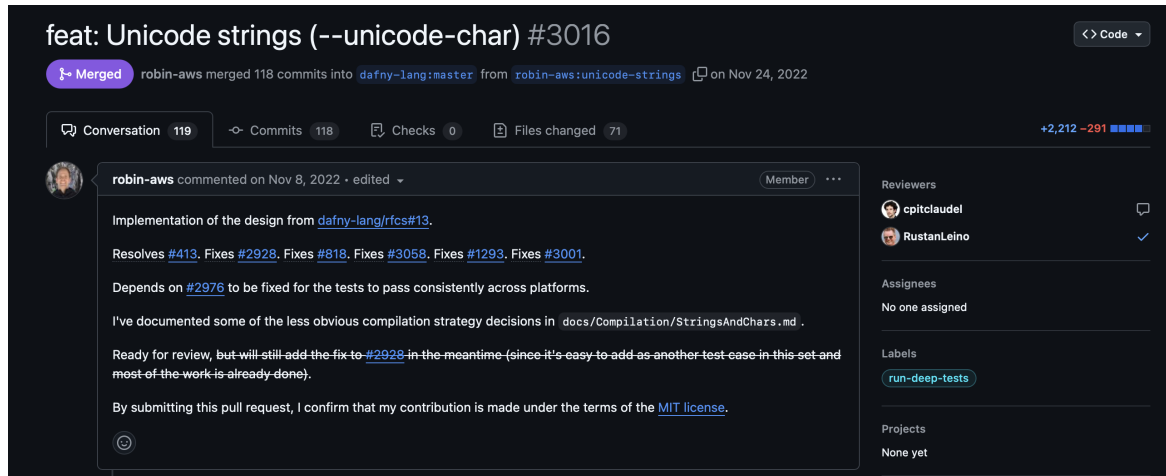 feat: Unicode strings (--unicode-char) #3016
<> Code
Merged robin-aws merged 118 commits into dafny-lang:master from robin-aws:unicode-strings on Nov 24, 2022
Conversation 119 Commits 118 Checks 0 Files changed 71
+2,212 −291
robin-aws commented on Nov 8, 2022 • edited
Member ···
Implementation of the design from dafny-lang/rfcs#13.
Resolves #413. Fixes #2928. Fixes #818. Fixes #3058. Fixes #1293. Fixes #3001.
Depends on #2976 to be fixed for the tests to pass consistently across platforms.
I've documented some of the less obvious compilation strategy decisions in docs/Compilation/StringsAndChars.md.
Ready for review, but will still add the fix to #2928 in the meantime (since it's easy to add as another test case in this set and
most of the work is already done).
By submitting this pull request, I confirm that my contribution is made under the terms of the MIT license.
Reviewers
cpitclaudel
RustanLeino
Assignees
No one assigned
Labels
run-deep-tests
Projects
None yet